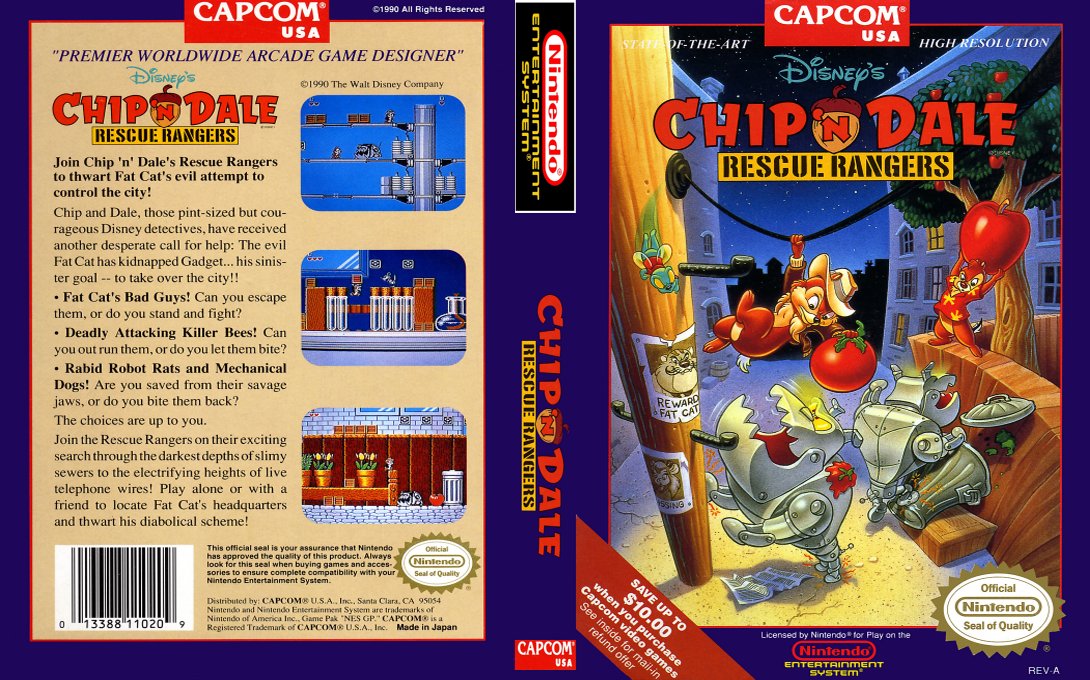 CAPCOM®
USA
©1990 All Rights Reserved
"PREMIER WORLDWIDE ARCADE GAME DESIGNER"
DISNEY'S
CHIP 'N DALE
RESCUE RANGERS
©1990 The Walt Disney Company
Join Chip 'n' Dale's Rescue Rangers
to thwart Fat Cat's evil attempt to
control the city!
Chip and Dale, those pint-sized but cou-
rageous Disney detectives, have received
another desperate call for help: The evil
Fat Cat has kidnapped Gadget... his sinis-
ter goal -- to take over the city!!
• Fat Cat's Bad Guys! Can you escape
them, or do you stand and fight?
• Deadly Attacking Killer Bees! Can
you out run them, or do you let them bite?
• Rabid Robot Rats and Mechanical
Dogs! Are you saved from their savage
jaws, or do you bite them back?
The choices are up to you.
Join the Rescue Rangers on their exciting
search through the darkest depths of slimy
sewers to the electrifying heights of live
telephone wires! Play alone or with a
friend to locate Fat Cat's headquarters
and thwart his diabolical scheme!
0 13388 11020 9
This official seal is your assurance that Nintendo
has approved the quality of this product. Always
look for this seal when buying games and acces-
sories to ensure complete compatibility with your
Nintendo Entertainment System.
Official
Nintendo
Seal of Quality
Distributed by: CAPCOM® U.S.A., Inc., Santa Clara, CA 95054
Nintendo and Nintendo Entertainment System are trademarks of
Nintendo of America Inc., Game Pak "NES GP." CAPCOM® is a
Registered Trademark of CAPCOM® U.S.A., Inc. Made in Japan
Nintendo®
ENTERTAINMENT
SYSTEM®
CHIP 'N DALE
RESCUE RANGERS
CAPCOM®
USA
CAPCOM®
USA
STATE-OF-THE-ART
HIGH RESOLUTION
DISNEY'S
CHIP 'N DALE
©DISNEY
RESCUE RANGERS
REWARD
FAT CAT
MISSING
SAVE UP TO
$10.00
when you purchase
Capcom video games
See inside for mail-in
refund offer
Official
Nintendo
Seal of Quality
®
Licensed by Nintendo® for Play on the
Nintendo®
ENTERTAINMENT
SYSTEM®
REV-A